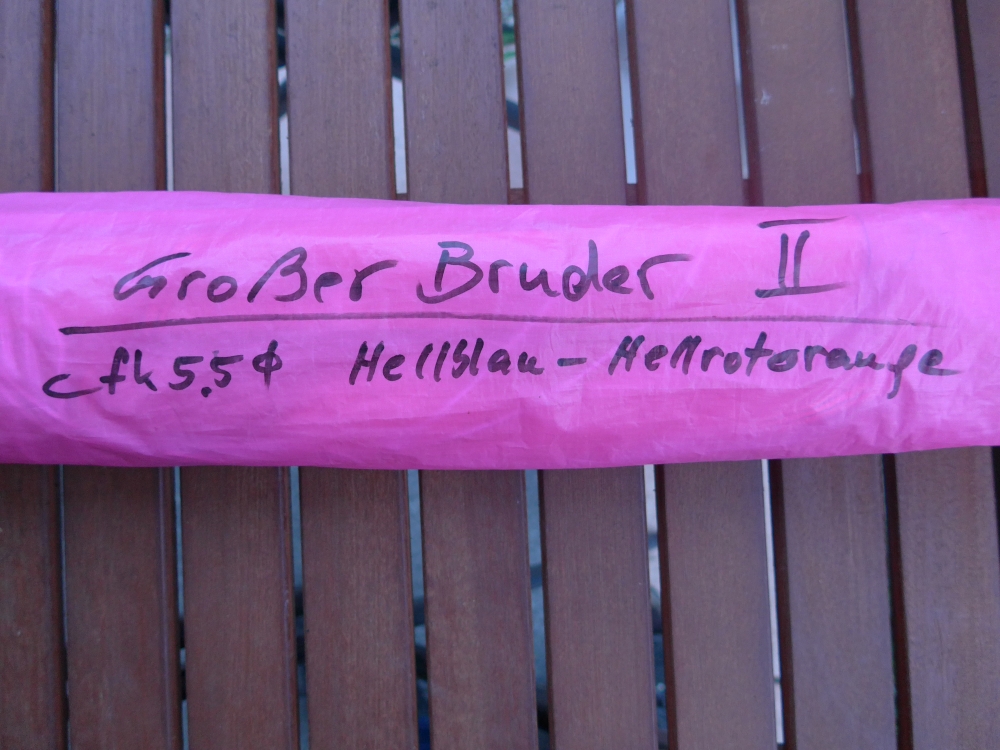 Großer Bruder II
cfk 5.5 ϕ Hellblau - Hellrotorange